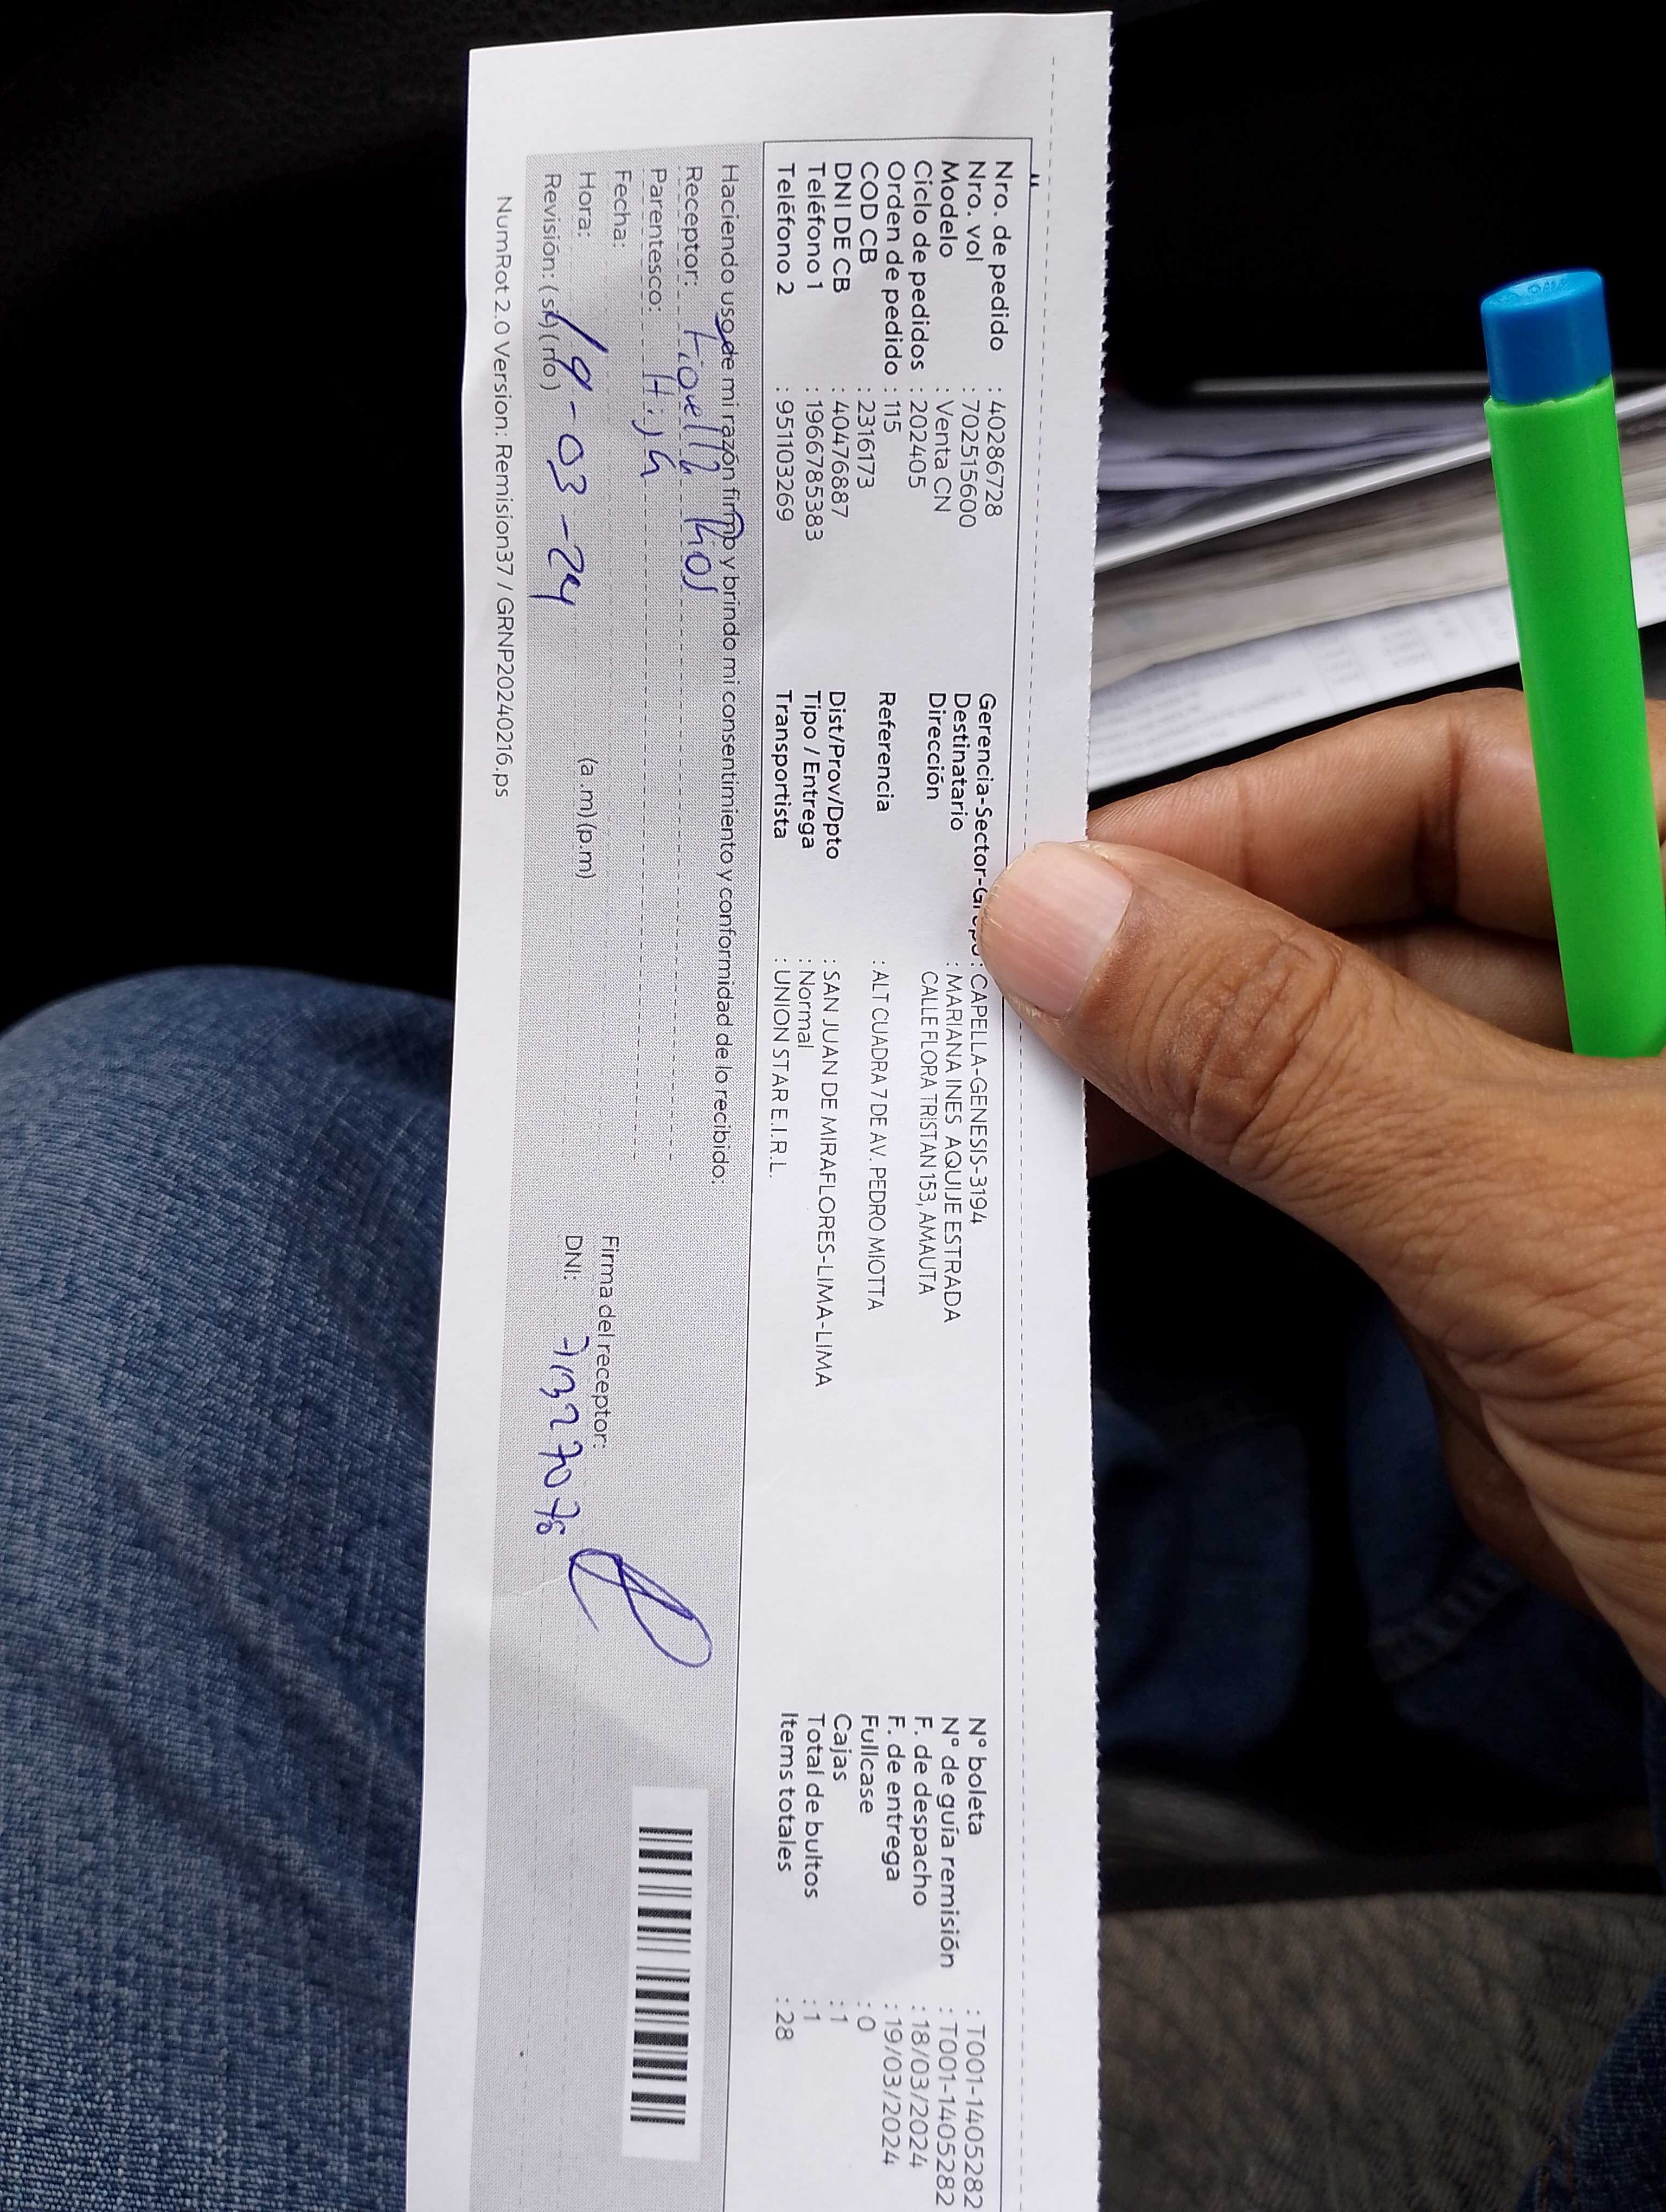 Nro. de pedido : 40286728
Nro. vol : 702515600
Modelo : Venta CN
Ciclo de pedidos : 202405
Orden de pedido : 115
COD CB : 2316173
DNI DE CB : 40476887
Teléfono 1 : 1966785383
Teléfono 2 : 951103269
Gerencia-Sector-Grupo : CAPELLA-GENESIS-3194
Destinatario : MARIANA INES AQUIJE ESTRADA
Dirección CALLE FLORA TRISTAN 153, AMAUTA
Referencia : ALT CUADRA 7 DE AV. PEDRO MIOTTA
Dist/Prov/Dpto : SAN JUAN DE MIRAFLORES-LIMA-LIMA
Tipo / Entrega : Normal
Transportista : UNION STAR E.I.R.L.
N° boleta : T001-1405282
N° de guía remisión : T001-1405282
F. de despacho : 18/03/2024
F. de entrega : 19/03/2024
Fullcase : 0
Cajas : 1
Total de bultos : 1
Items totales : 28
Haciendo uso de mi razón firmo y brindo mi consentimiento y conformidad de lo recibido:
Receptor:
Parentesco: Hija
Fecha: 19-03-24
Hora: (a.m) (p.m)
Revisión: (si) (no)
Firma del receptor:
DNI: 71327078
NumRot 2.0 Version: Remision37 / GRNP20240216.ps